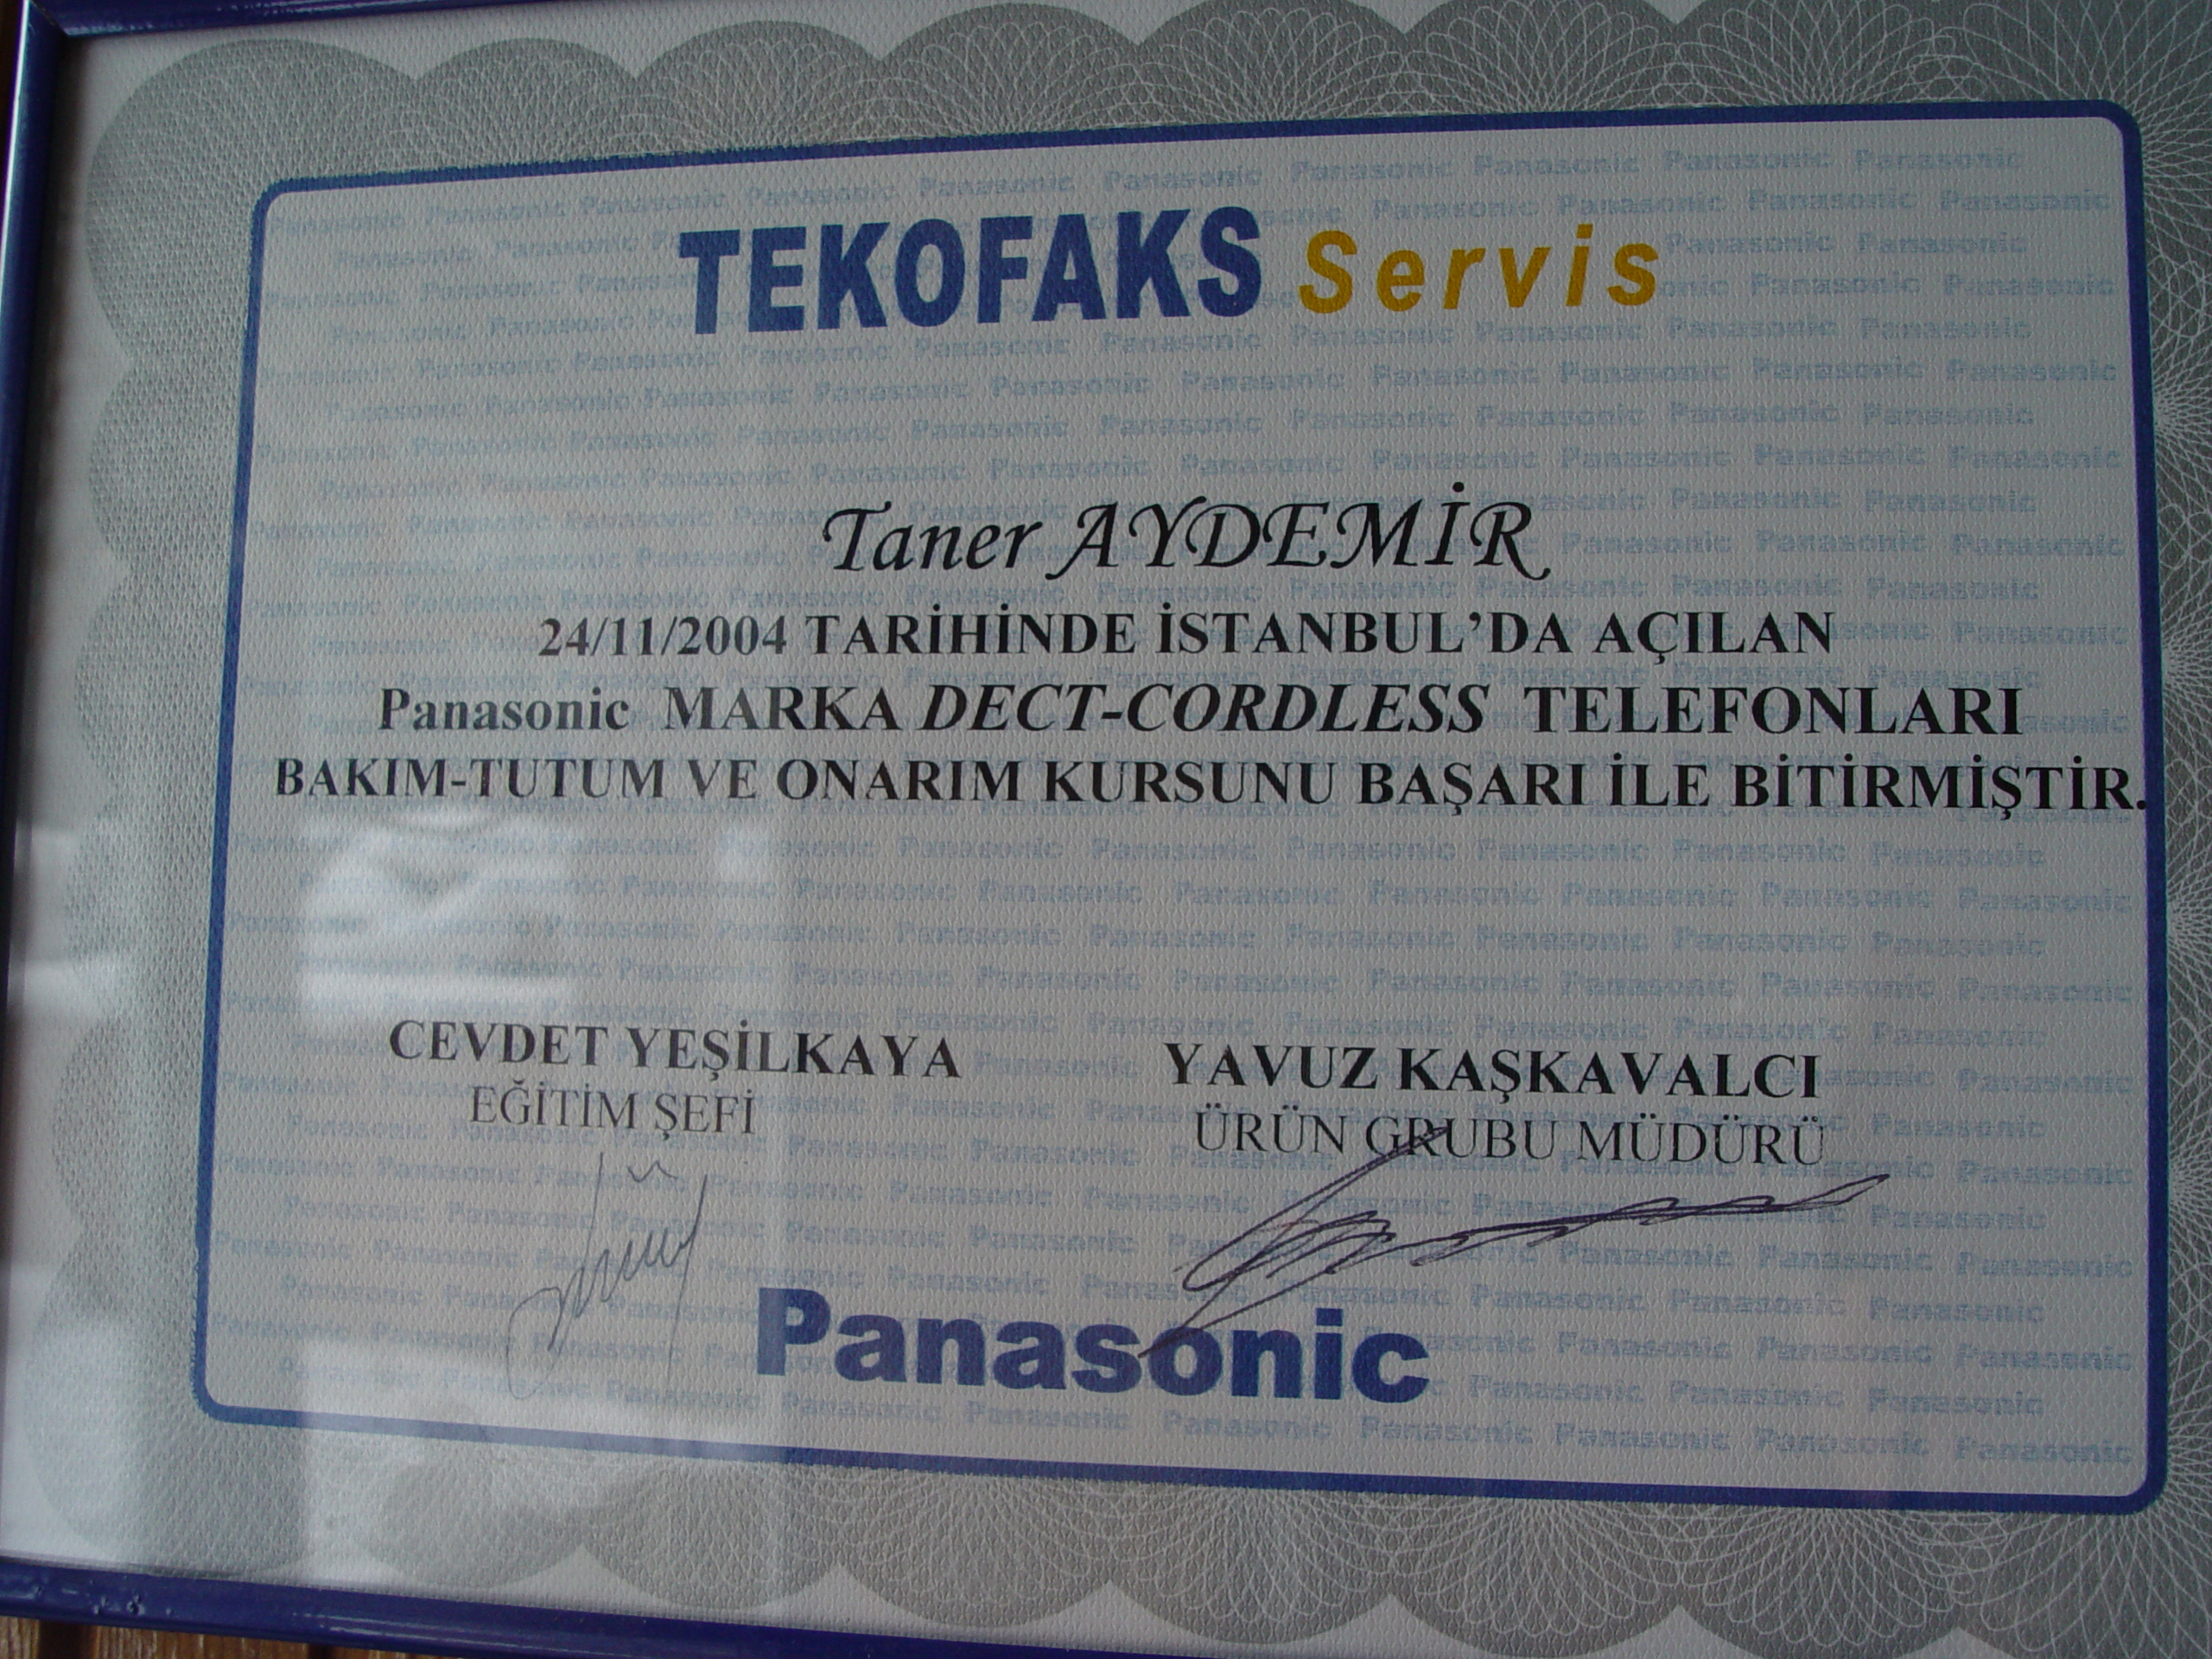 TEKOFAKS Servis
Taner AYDEMİR
24/11/2004 TARİHİNDE İSTANBUL'DA AÇILAN
Panasonic MARKA DECT-CORDLESS TELEFONLARI
BAKIM-TUTUM VE ONARIM KURSUNU BAŞARI İLE BİTİRMİŞTİR.
CEVDET YEŞİLKAYA YAVUZ KAŞKAVALCI
EĞİTİM ŞEFİ ÜRÜN GRUBU MÜDÜRÜ
Panasonic